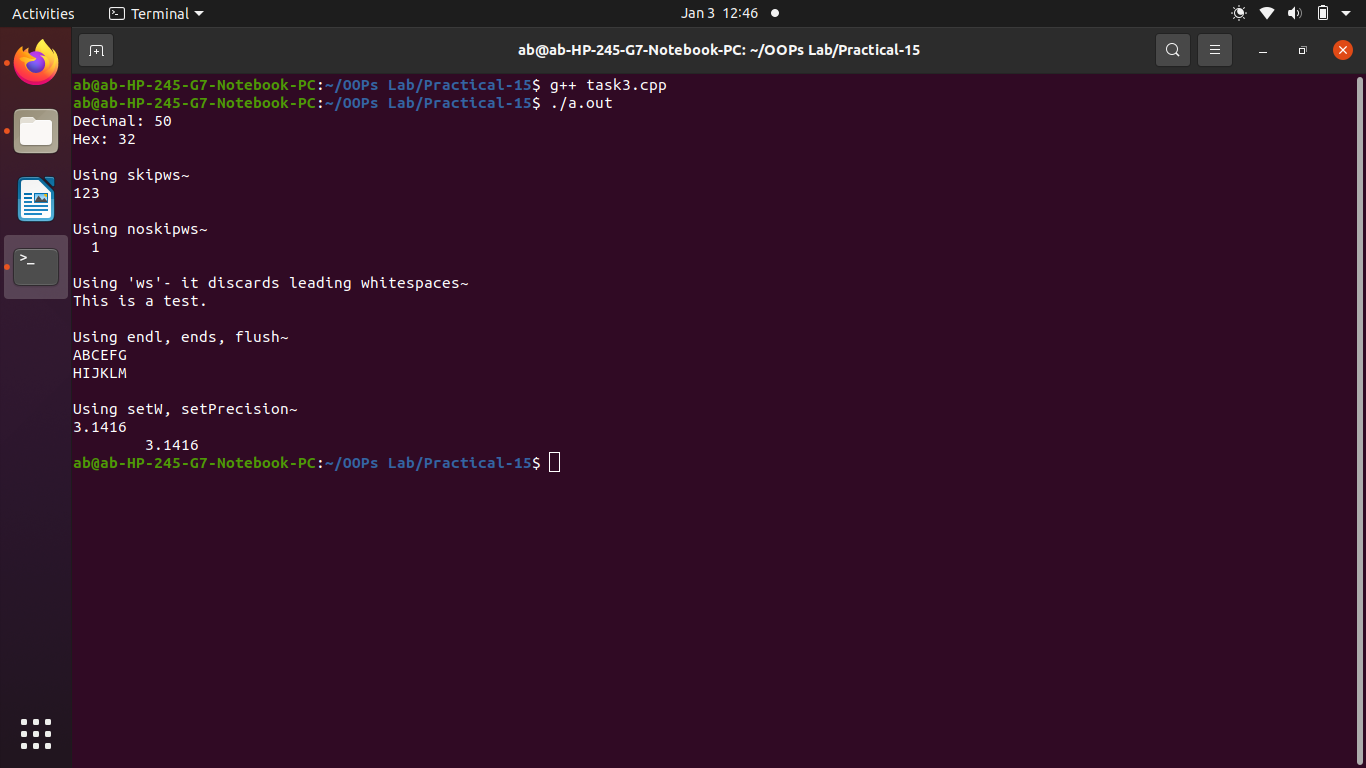 Activities Terminal Jan 3 12:46
ab@ab-HP-245-G7-Notebook-PC: ~/OOPs Lab/Practical-15
ab@ab-HP-245-G7-Notebook-PC:~/OOPs Lab/Practical-15$ g++ task3.cpp
ab@ab-HP-245-G7-Notebook-PC:~/OOPs Lab/Practical-15$ ./a.out
Decimal: 50
Hex: 32
Using skipws~
123
Using noskipws~
  1
Using 'ws'- it discards leading whitespaces~
This is a test.
Using endl, ends, flush~
ABCEFG
HIJKLM
Using setW, setPrecision~
3.1416
        3.1416
ab@ab-HP-245-G7-Notebook-PC:~/OOPs Lab/Practical-15$